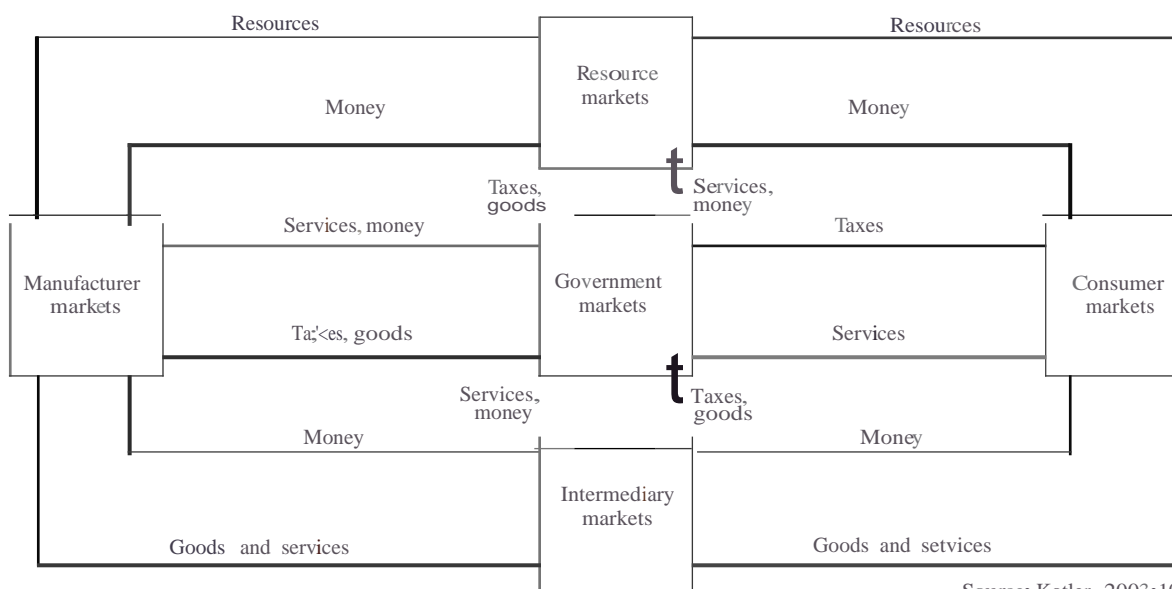 Resources
Resources
Resource
markets
Money
Money
Taxes,
goods
Services,
money
Services, money
Taxes
Manufacturer
markets
Government
markets
Consumer
markets
Ta;'<es, goods
Services
Services,
money
Taxes,
goods
Money
Money
Intermediary
markets
Goods and services
Goods and setvices